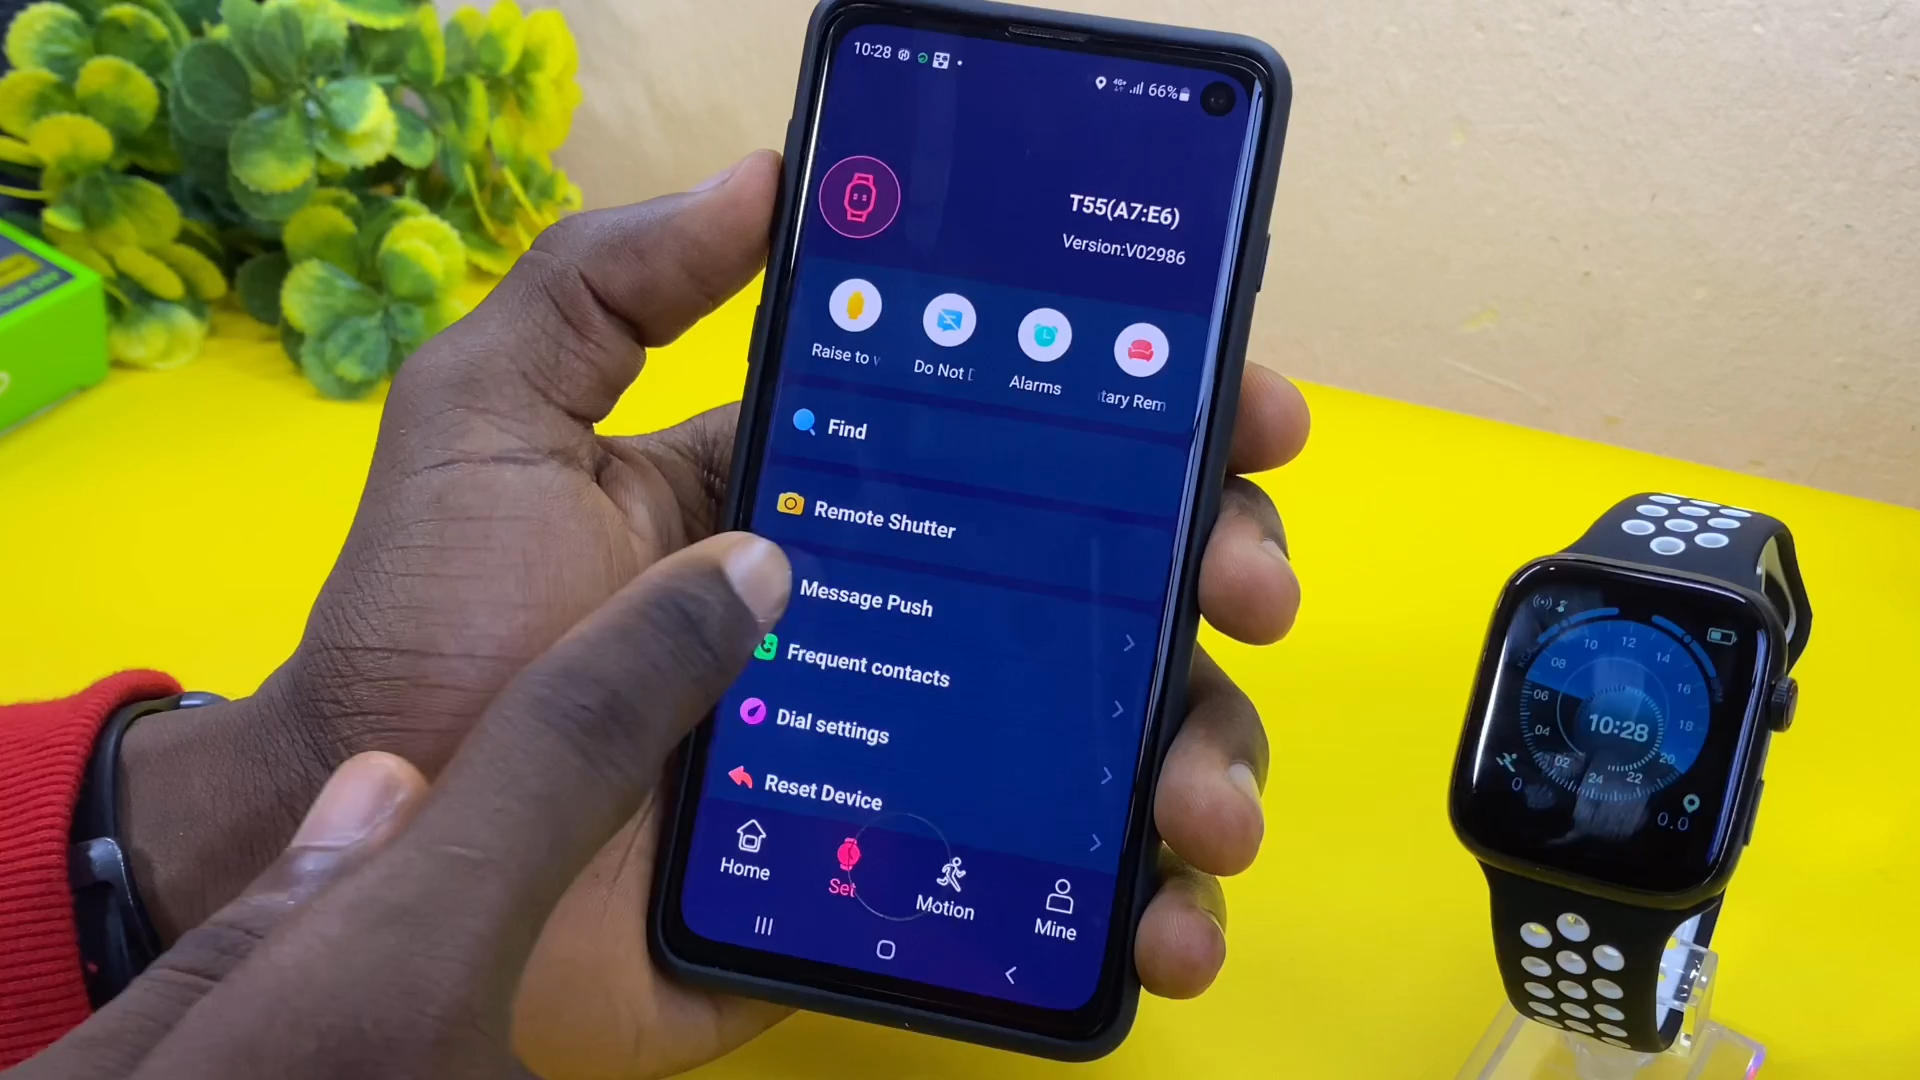 10:28
4G+
66%
T55(A7:E6)
Version:V02986
Raise to
Do Not
Alarms
tary Rem
Find
Remote Shutter
Message Push
Frequent contacts
Dial settings
Reset Device
Home
Set
Motion
Mine
10
12
14
08
16
06
18
04
10:28
20
02
24
22
0
0.0